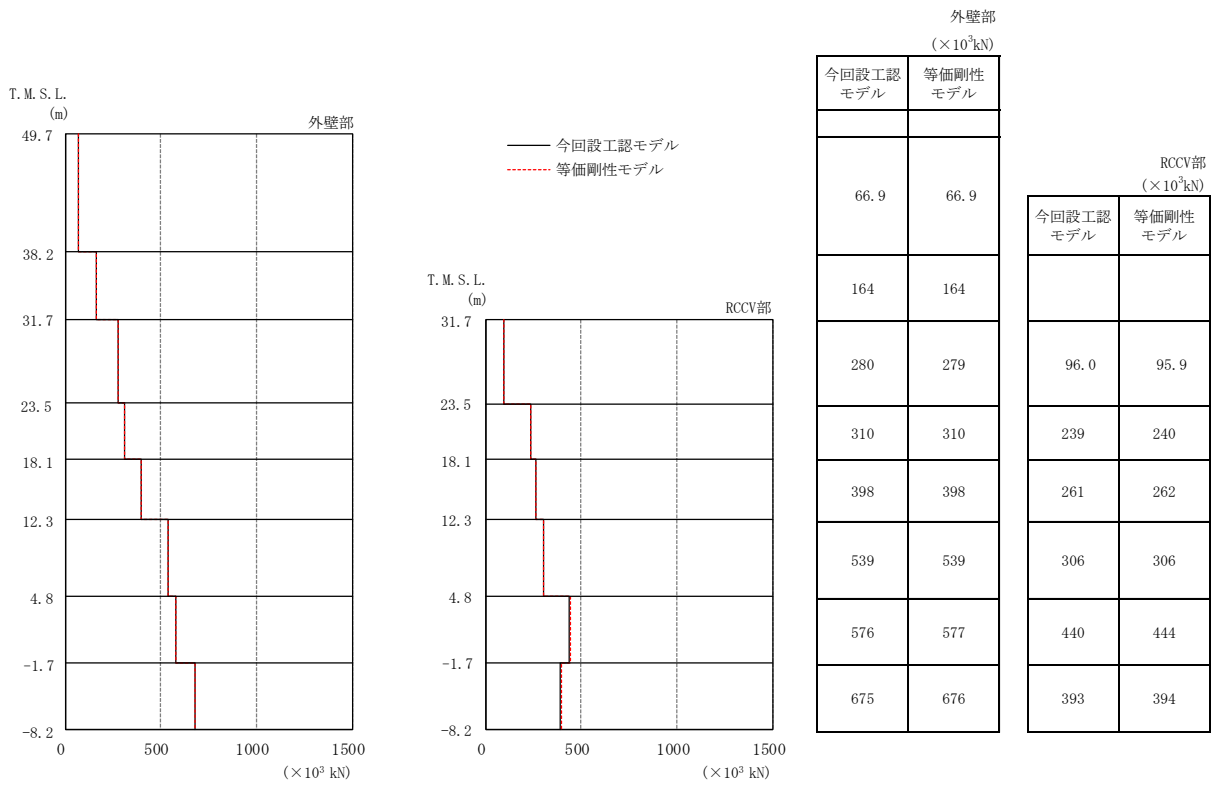 T.M.S.L.
(m)
外壁部
49.7
38.2
31.7
23.5
18.1
12.3
4.8
-1.7
-8.2
0 500 1000 1500
(×10³ kN)
今回設工認モデル
等価剛性モデル
T.M.S.L.
(m)
RCCV部
31.7
23.5
18.1
12.3
4.8
-1.7
-8.2
0 500 1000 1500
(×10³ kN)
外壁部
(×10³kN)
今回設工認 等価剛性
モデル モデル
66.9 66.9
164 164
280 279
310 310
398 398
539 539
576 577
675 676
RCCV部
(×10³kN)
今回設工認 等価剛性
モデル モデル
96.0 95.9
239 240
261 262
306 306
440 444
393 394